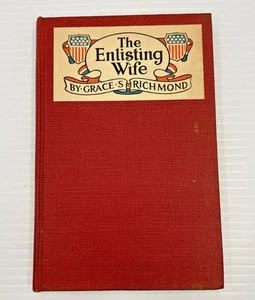 The
Enlisting
Wife
BY·GRACE·S·RICHMOND